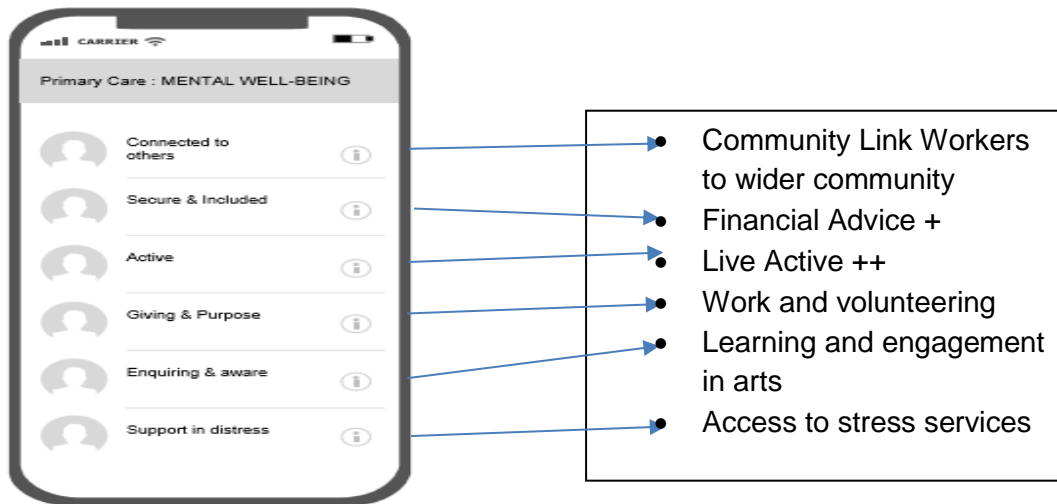 CARRIER
Primary Care : MENTAL WELL-BEING
Connected to
others
Secure & Included
Active
Giving & Purpose
Enquiring & aware
Support in distress
• Community Link Workers
to wider community
• Financial Advice +
• Live Active ++
• Work and volunteering
• Learning and engagement
in arts
• Access to stress services